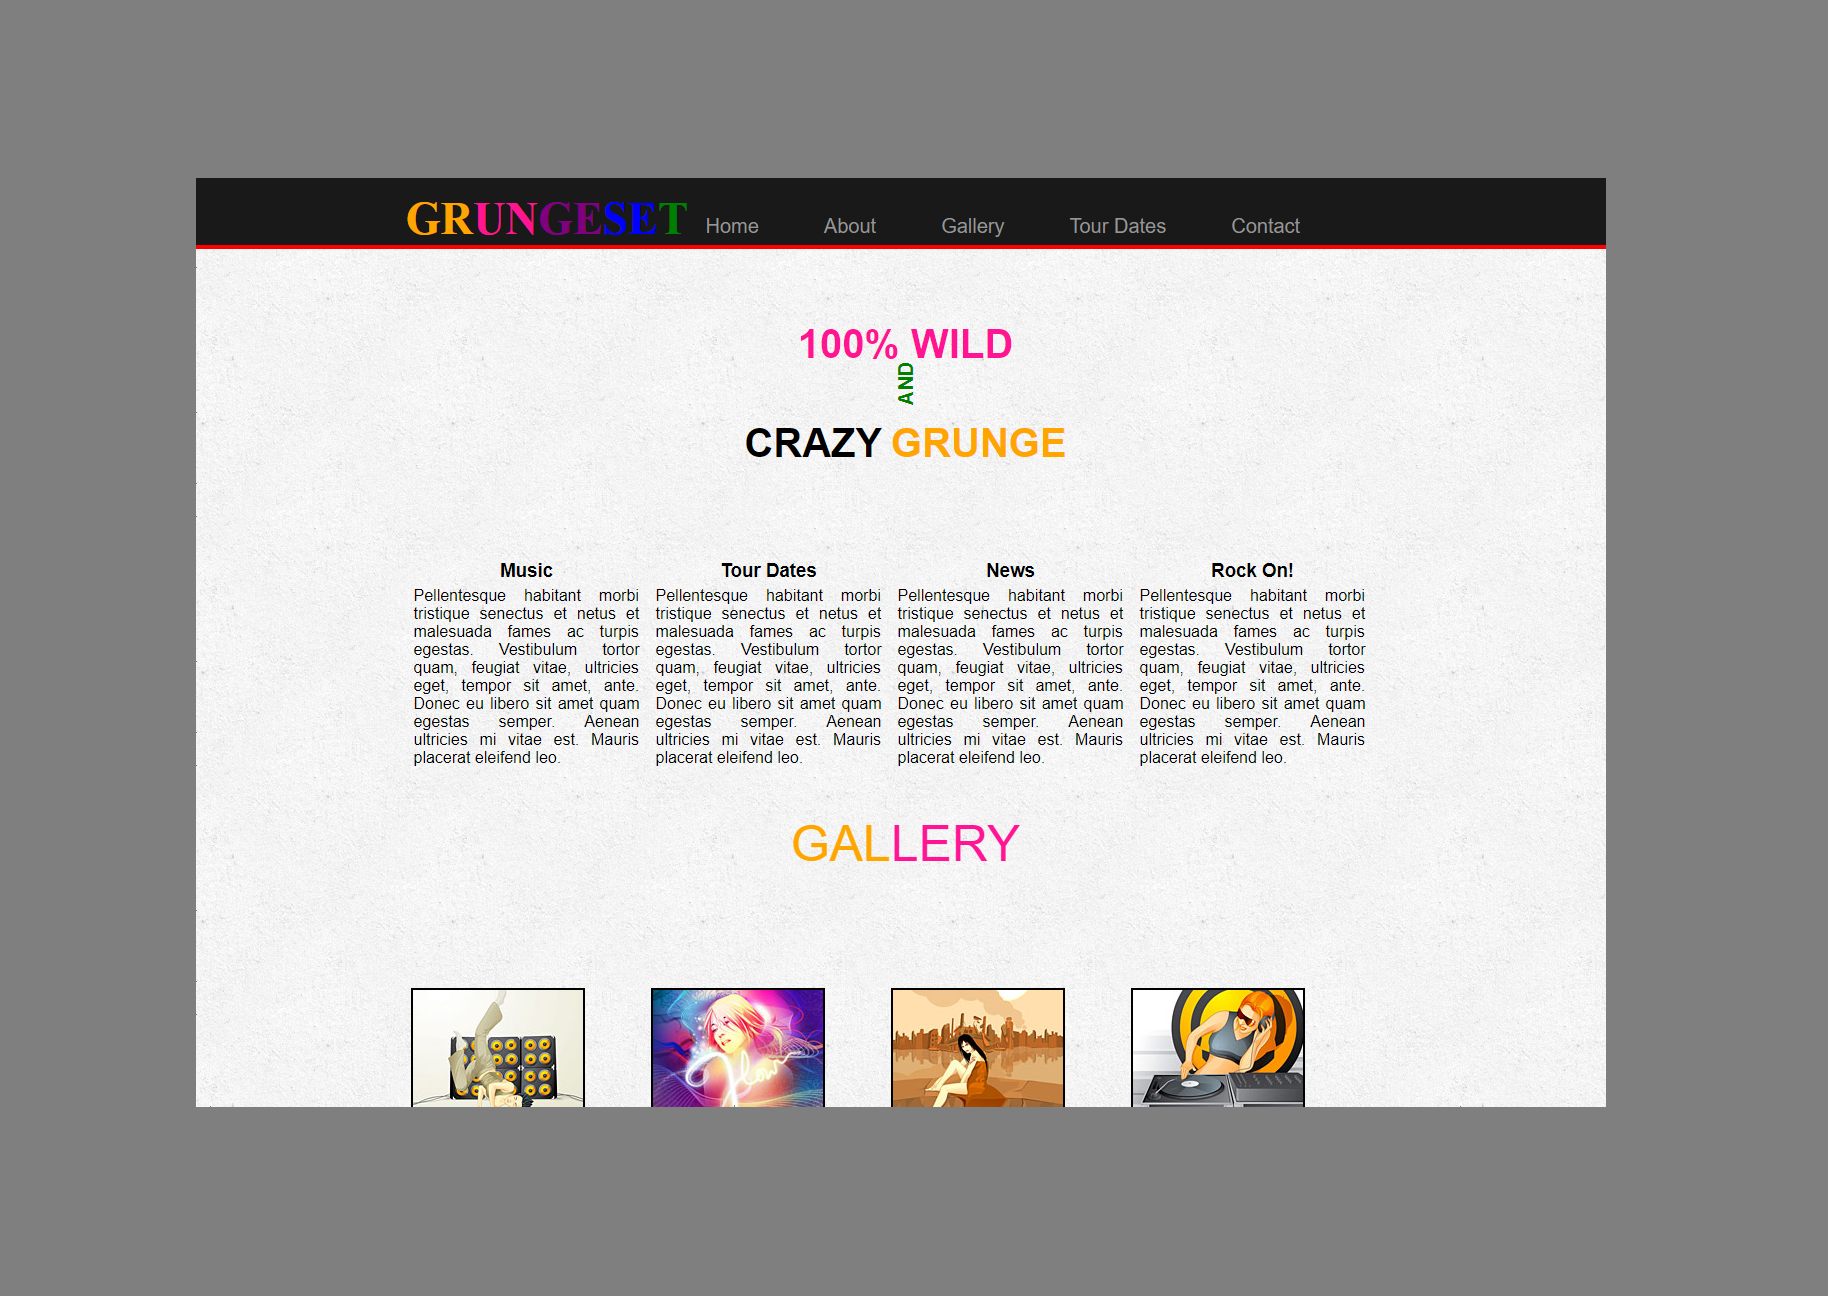 GRUNGESET Home About Gallery Tour Dates Contact
100% WILD
AND
CRAZY GRUNGE
Music
Pellentesque habitant morbi
tristique senectus et netus et
malesuada fames ac turpis
egestas. Vestibulum tortor
quam, feugiat vitae, ultricies
eget, tempor sit amet, ante.
Donec eu libero sit amet quam
egestas semper. Aenean
ultricies mi vitae est. Mauris
placerat eleifend leo.
Tour Dates
Pellentesque habitant morbi
tristique senectus et netus et
malesuada fames ac turpis
egestas. Vestibulum tortor
quam, feugiat vitae, ultricies
eget, tempor sit amet, ante.
Donec eu libero sit amet quam
egestas semper. Aenean
ultricies mi vitae est. Mauris
placerat eleifend leo.
News
Pellentesque habitant morbi
tristique senectus et netus et
malesuada fames ac turpis
egestas. Vestibulum tortor
quam, feugiat vitae, ultricies
eget, tempor sit amet, ante.
Donec eu libero sit amet quam
egestas semper. Aenean
ultricies mi vitae est. Mauris
placerat eleifend leo.
Rock On!
Pellentesque habitant morbi
tristique senectus et netus et
malesuada fames ac turpis
egestas. Vestibulum tortor
quam, feugiat vitae, ultricies
eget, tempor sit amet, ante.
Donec eu libero sit amet quam
egestas semper. Aenean
ultricies mi vitae est. Mauris
placerat eleifend leo.
GALLERY